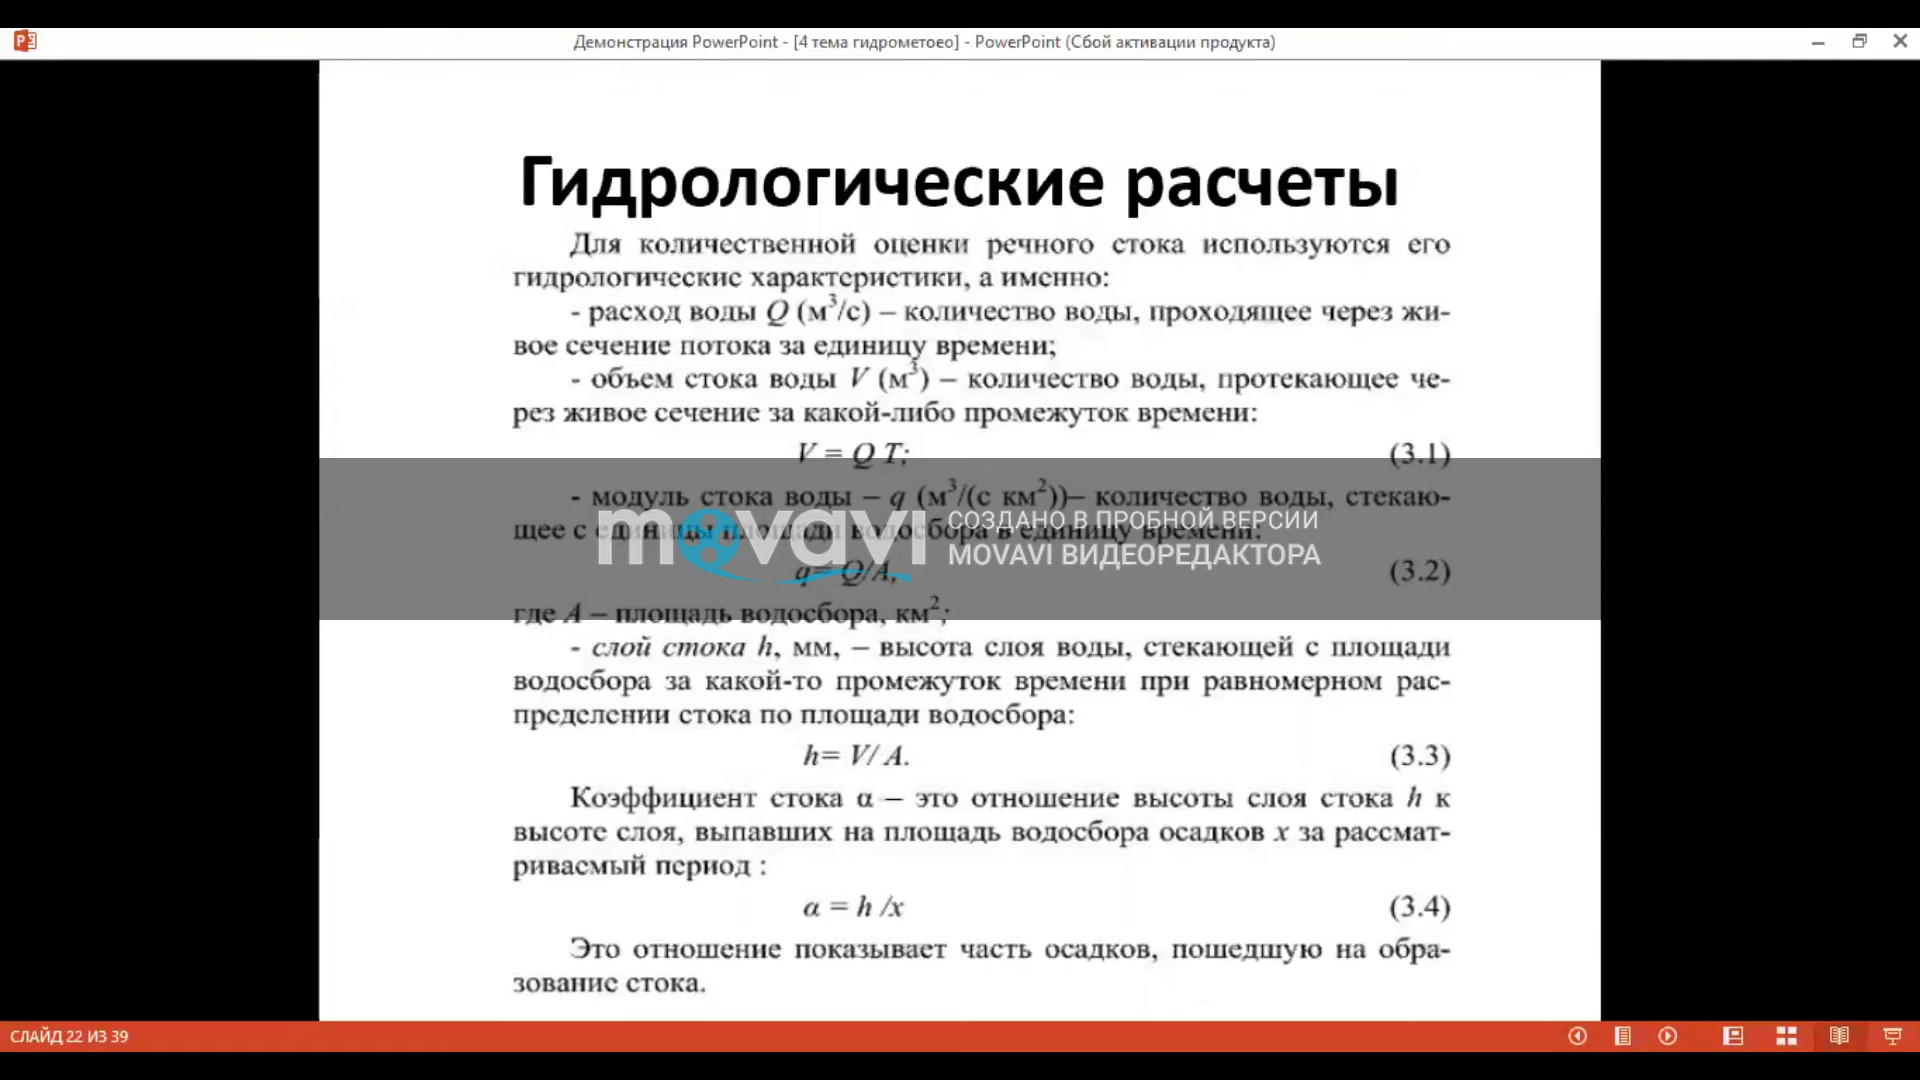 Демонстрация PowerPoint - [4 тема гидрометоео] - PowerPoint (Сбой активации продукта)
Гидрологические расчеты
Для количественной оценки речного стока используются его
гидрологические характеристики, а именно:
- расход воды Q (м³/с) – количество воды, проходящее через жи-
вое сечение потока за единицу времени;
- объем стока воды V (м³) – количество воды, протекающее че-
рез живое сечение за какой-либо промежуток времени:
V = Q T; (3.1)
- модуль стока воды – q (м³/(с км²))– количество воды, стекаю-
щее с единицы площади водосбора в единицу времени:
movavi
СОЗДАНО В ПРОБНОЙ ВЕРСИИ
MOVAVI ВИДЕОРЕДАКТОРА
q= Q/A, (3.2)
где A – площадь водосбора, км²;
- слой стока h, мм, – высота слоя воды, стекающей с площади
водосбора за какой-то промежуток времени при равномерном рас-
пределении стока по площади водосбора:
h= V/ A. (3.3)
Коэффициент стока α – это отношение высоты слоя стока h к
высоте слоя, выпавших на площадь водосбора осадков x за рассмат-
риваемый период :
α = h /x (3.4)
Это отношение показывает часть осадков, пошедшую на обра-
зование стока.
СЛАЙД 22 ИЗ 39